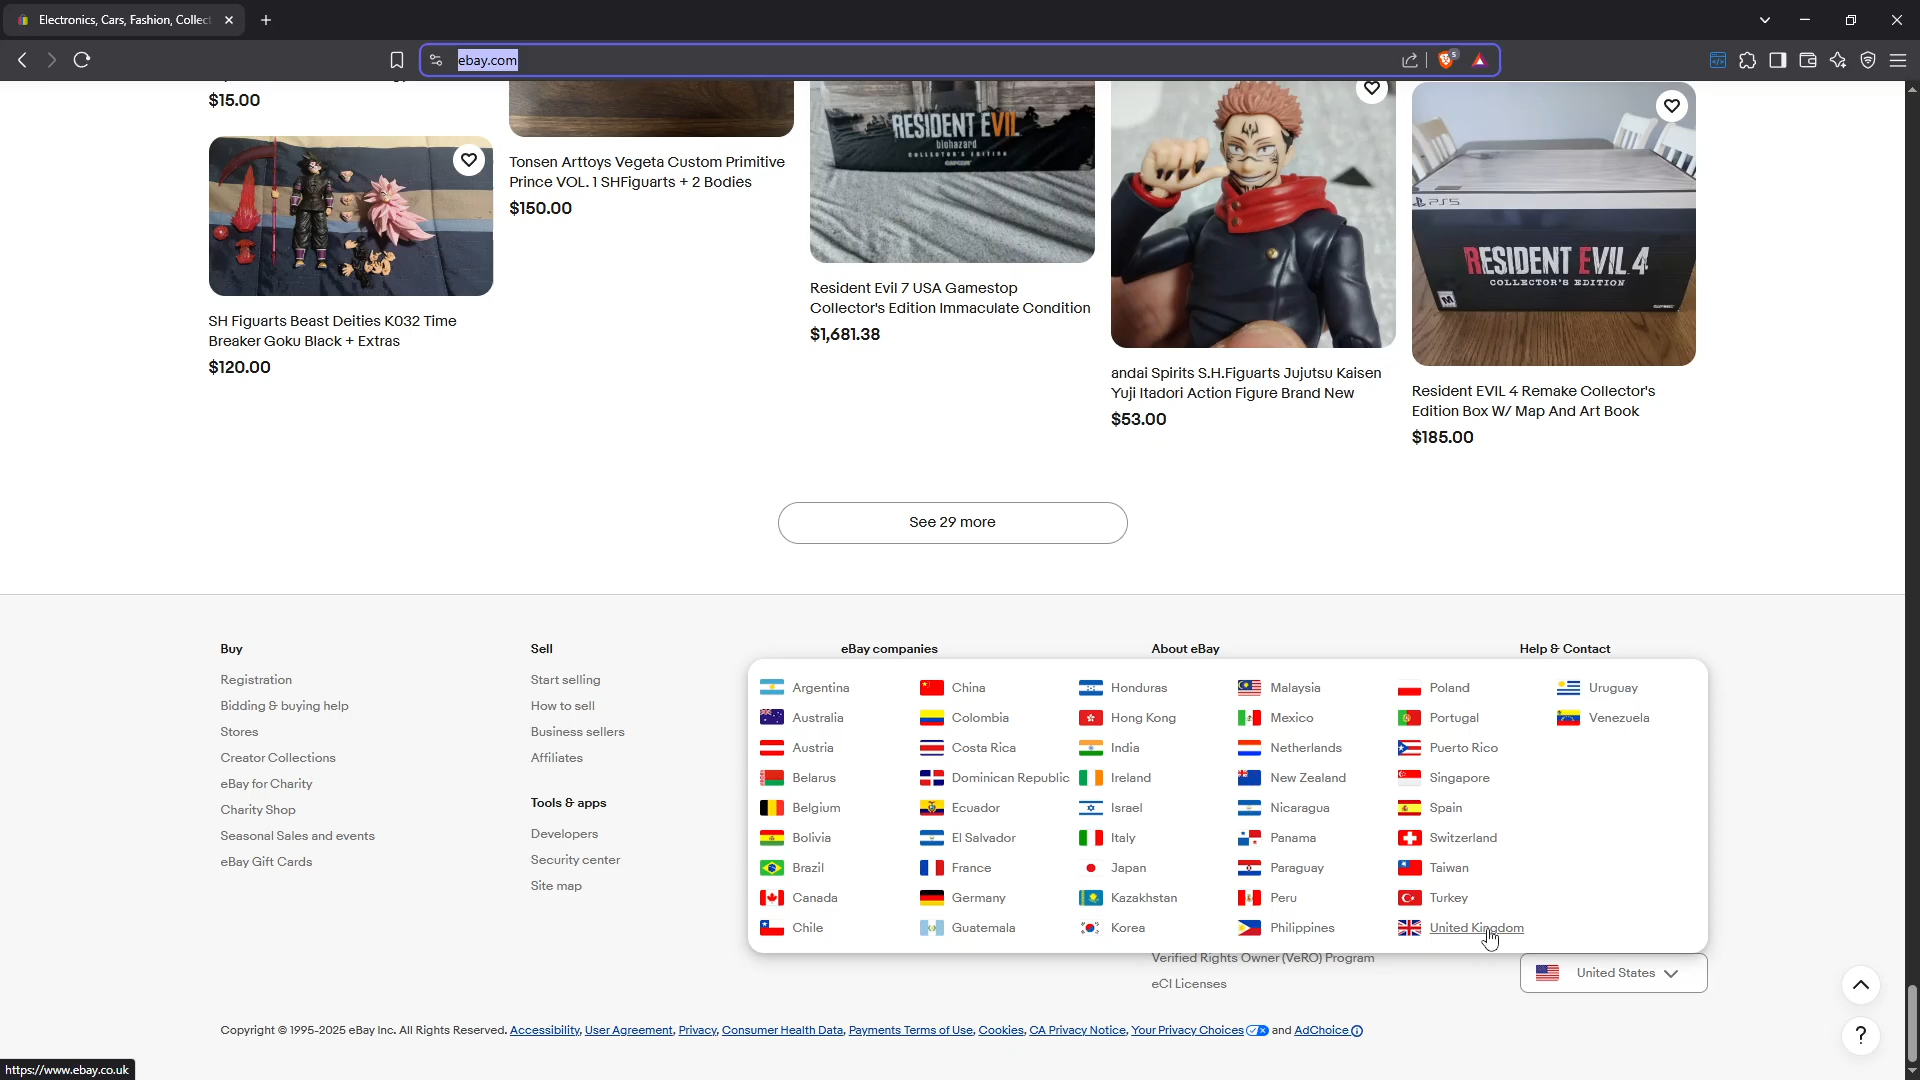 Electronics, Cars, Fashion, Collect
ebay.com
5
$15.00
SH Figuarts Beast Deities K032 Time
Breaker Goku Black + Extras
$120.00
Tonsen Arttoys Vegeta Custom Primitive
Prince VOL. 1 SHFiguarts + 2 Bodies
$150.00
RESIDENT EVIL
biohazard
COLLECTOR'S EDITION
CAPCOM
Resident Evil 7 USA Gamestop
Collector's Edition Immaculate Condition
$1,681.38
andai Spirits S.H.Figuarts Jujutsu Kaisen
Yuji Itadori Action Figure Brand New
$53.00
PS5
RESIDENT EVIL 4
COLLECTOR'S EDITION
M
Resident EVIL 4 Remake Collector's
Edition Box W/ Map And Art Book
$185.00
See 29 more
Buy
Registration
Bidding & buying help
Stores
Creator Collections
eBay for Charity
Charity Shop
Seasonal Sales and events
eBay Gift Cards
Sell
Start selling
How to sell
Business sellers
Affiliates
Tools & apps
Developers
Security center
Site map
eBay companies
About eBay
Help & Contact
Argentina
Australia
Austria
Belarus
Belgium
Bolivia
Brazil
Canada
Chile
China
Colombia
Costa Rica
Dominican Republic
Ecuador
El Salvador
France
Germany
Guatemala
Honduras
Hong Kong
India
Ireland
Israel
Italy
Japan
Kazakhstan
Korea
Malaysia
Mexico
Netherlands
New Zealand
Nicaragua
Panama
Paraguay
Peru
Philippines
Poland
Portugal
Puerto Rico
Singapore
Spain
Switzerland
Taiwan
Turkey
United Kingdom
Uruguay
Venezuela
Verified Rights Owner (VeRO) Program
eCI Licenses
United States
Copyright © 1995-2025 eBay Inc. All Rights Reserved. Accessibility, User Agreement, Privacy, Consumer Health Data, Payments Terms of Use, Cookies, CA Privacy Notice, Your Privacy Choices and AdChoice
?
https://www.ebay.co.uk